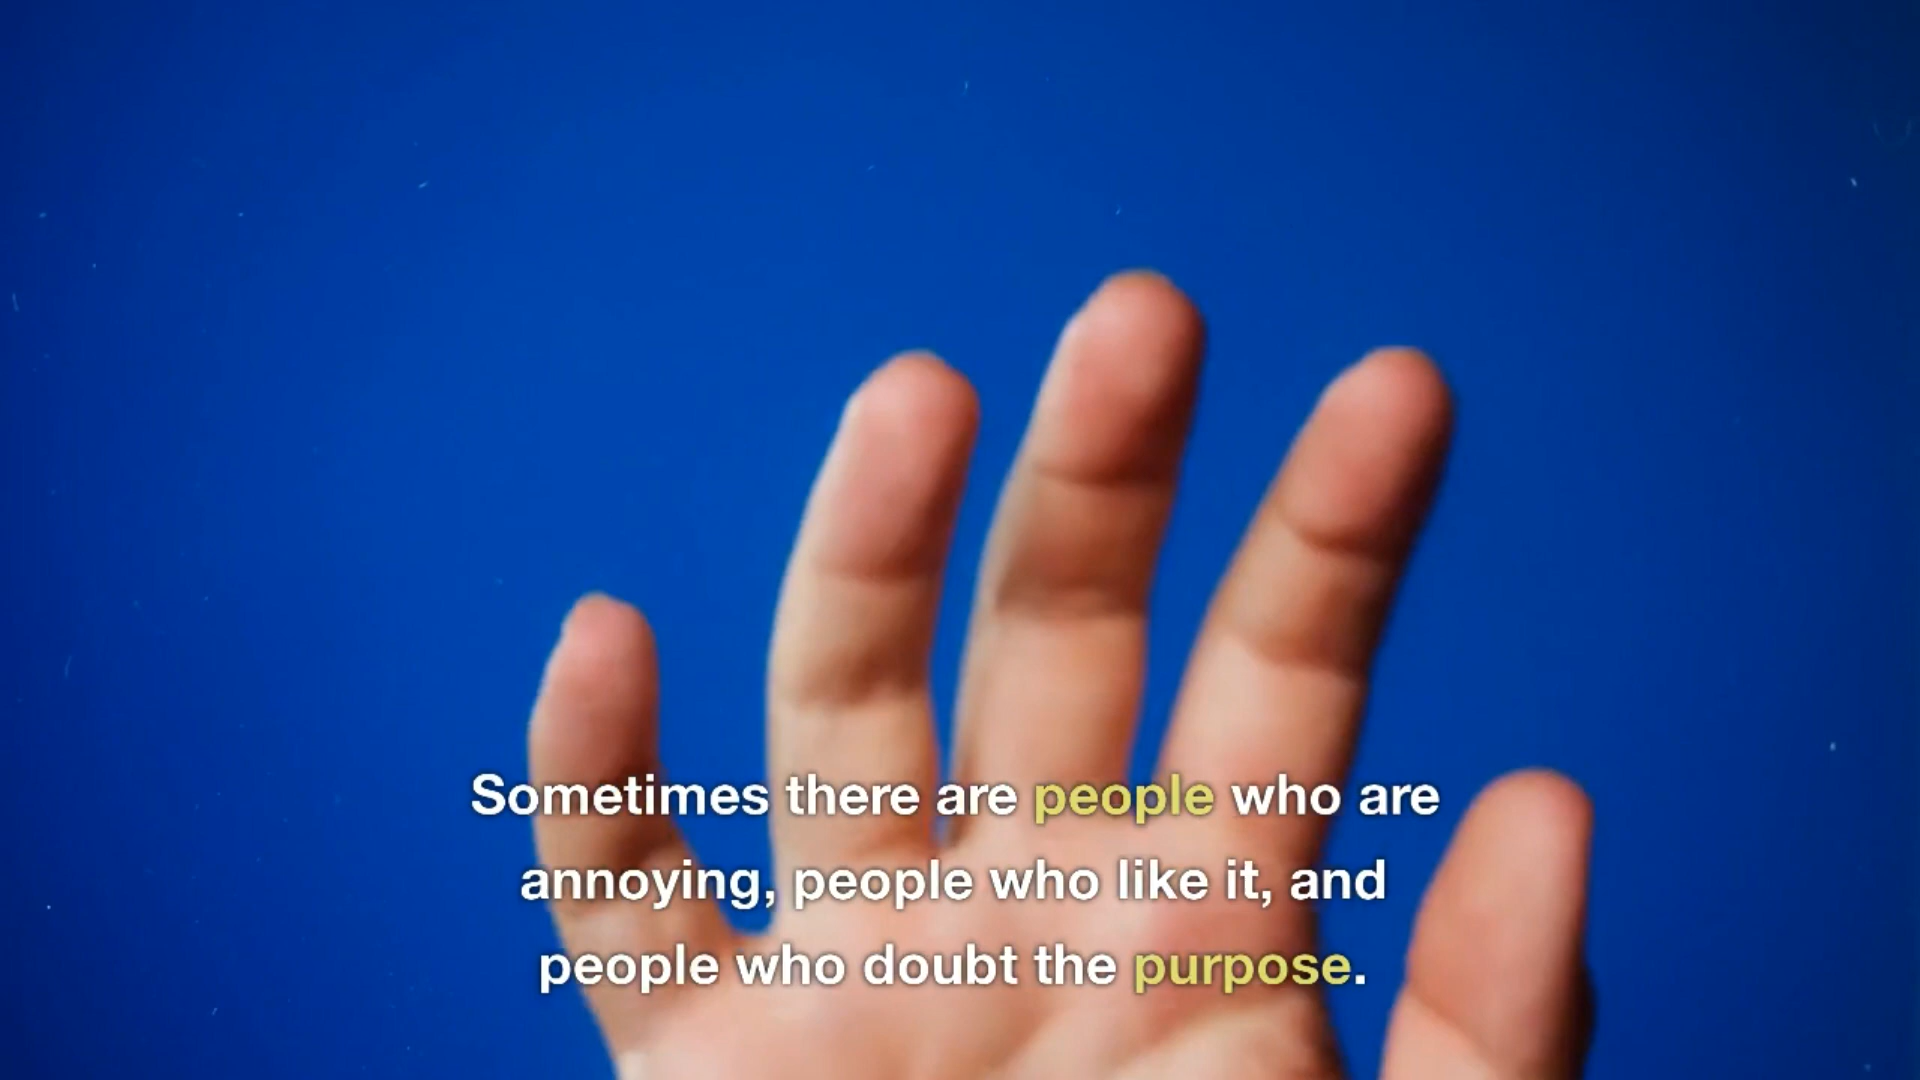 Sometimes there are people who are
annoying, people who like it, and
people who doubt the purpose.